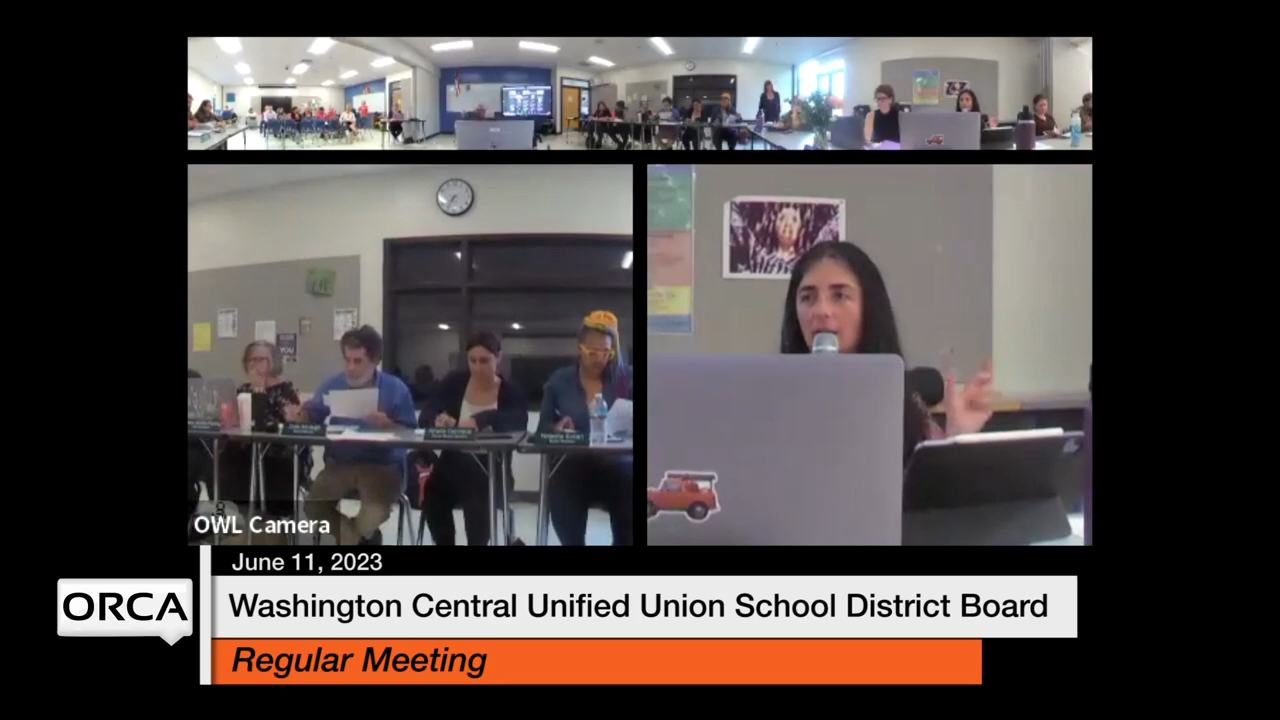 OWL Camera
June 11, 2023
ORCA
Washington Central Unified Union School District Board
Regular Meeting